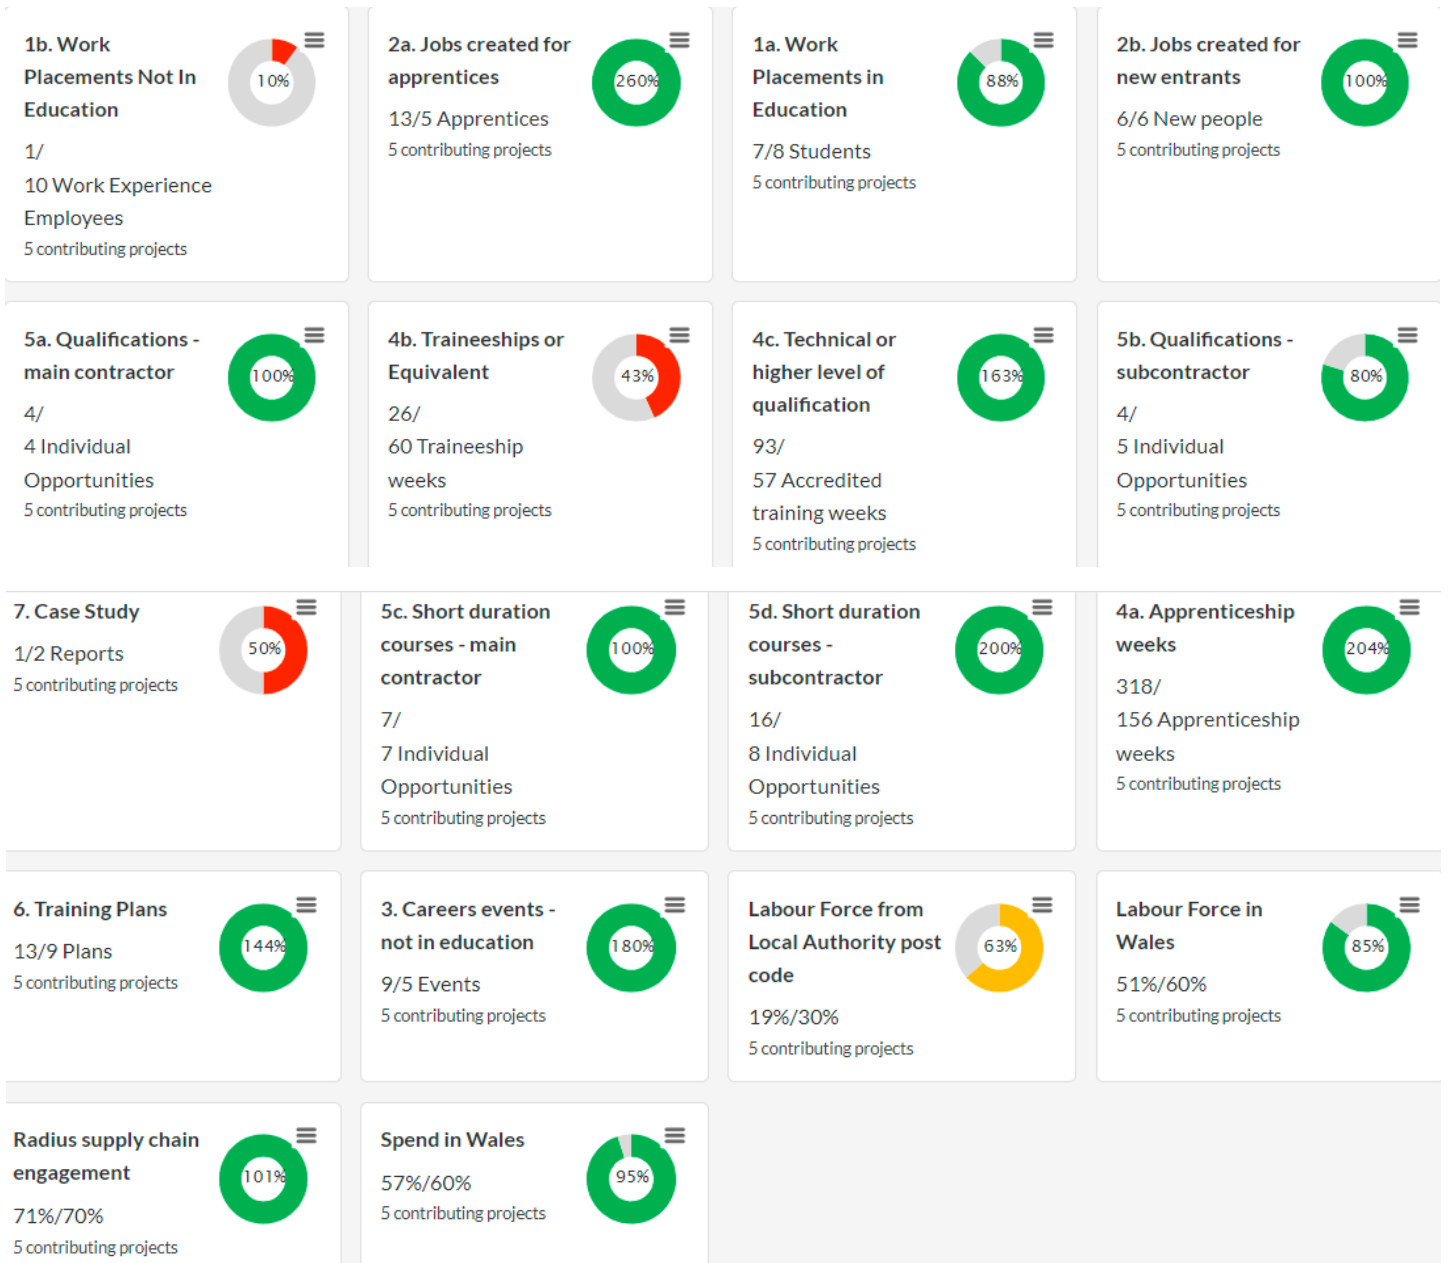 1b. Work
Placements Not In
Education
1/
10 Work Experience
Employees
5 contributing projects
10%
2a. Jobs created for
apprentices
13/5 Apprentices
5 contributing projects
260%
1a. Work
Placements in
Education
7/8 Students
5 contributing projects
88%
2b. Jobs created for
new entrants
6/6 New people
5 contributing projects
100%
5a. Qualifications -
main contractor
4/
4 Individual
Opportunities
5 contributing projects
100%
4b. Traineeships or
Equivalent
26/
60 Traineeship
weeks
5 contributing projects
43%
4c. Technical or
higher level of
qualification
93/
57 Accredited
training weeks
5 contributing projects
163%
5b. Qualifications -
subcontractor
4/
5 Individual
Opportunities
5 contributing projects
80%
7. Case Study
1/2 Reports
5 contributing projects
50%
5c. Short duration
courses - main
contractor
7/
7 Individual
Opportunities
5 contributing projects
100%
5d. Short duration
courses -
subcontractor
16/
8 Individual
Opportunities
5 contributing projects
200%
4a. Apprenticeship
weeks
318/
156 Apprenticeship
weeks
5 contributing projects
204%
6. Training Plans
13/9 Plans
5 contributing projects
144%
3. Careers events -
not in education
9/5 Events
5 contributing projects
180%
Labour Force from
Local Authority post
code
19%/30%
5 contributing projects
63%
Labour Force in
Wales
51%/60%
5 contributing projects
85%
Radius supply chain
engagement
71%/70%
5 contributing projects
101%
Spend in Wales
57%/60%
5 contributing projects
95%